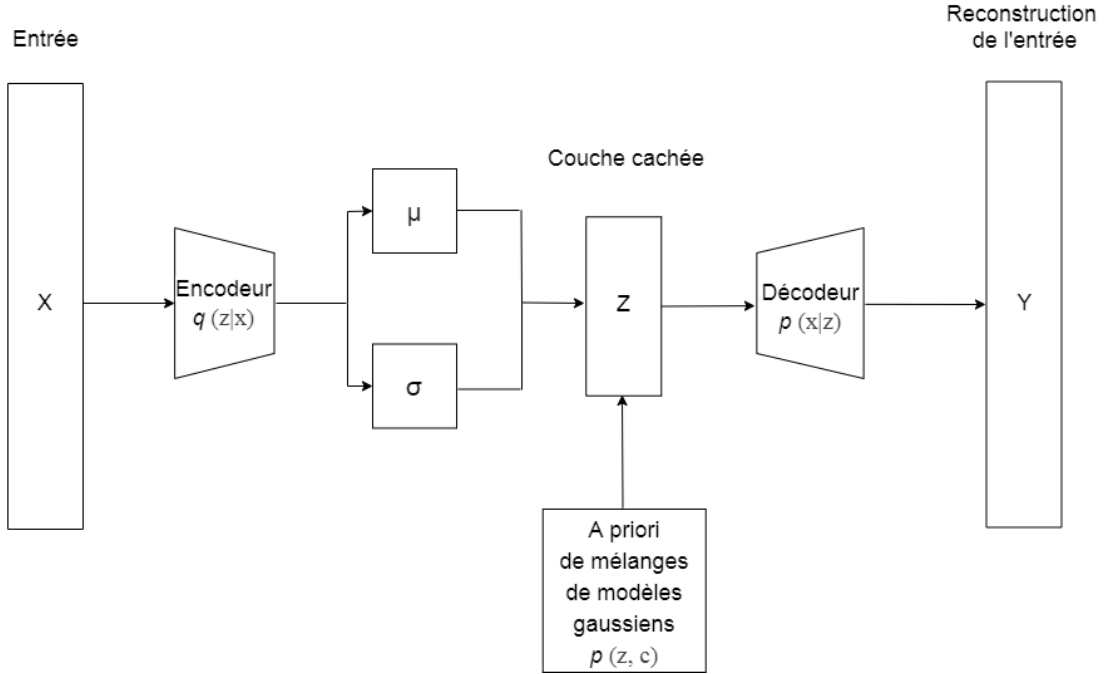 Entrée
Reconstruction
de l'entrée
Couche cachée
X
Encodeur
q (z|x)
μ
σ
Z
Décodeur
p (x|z)
Y
A priori
de mélanges
de modèles
gaussiens
p (z, c)